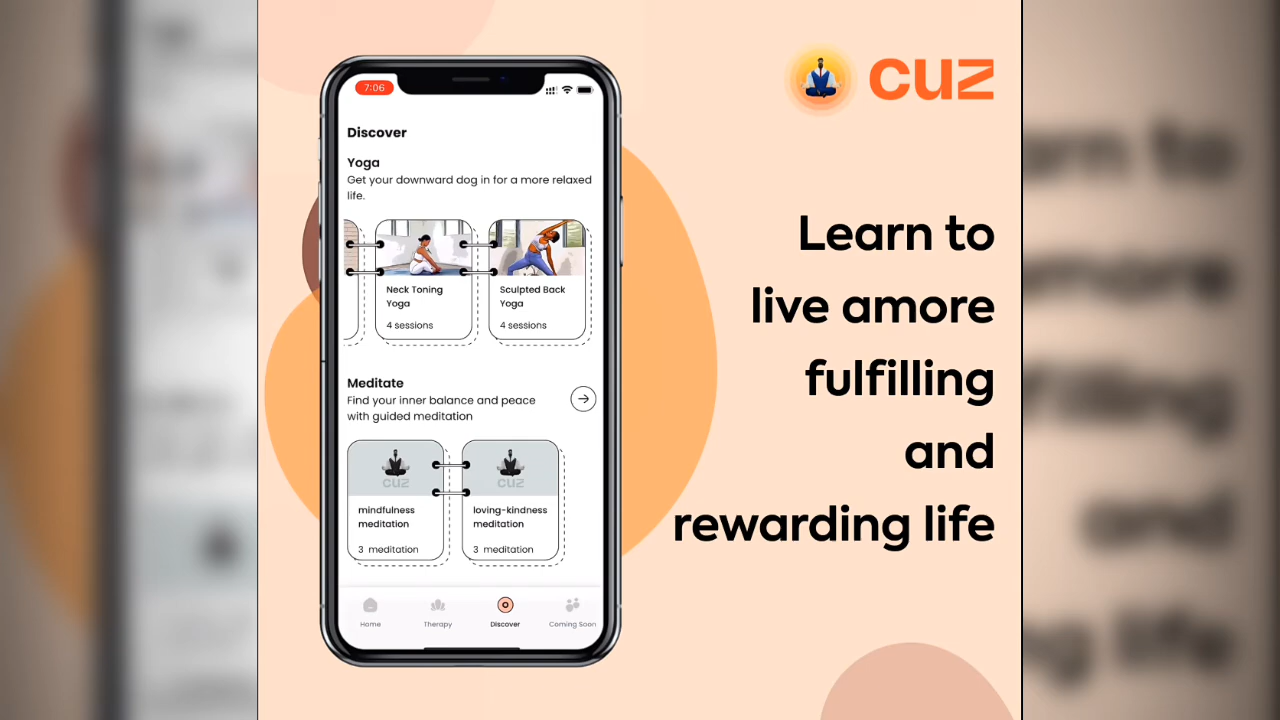 7:06
Discover
Yoga
Get your downward dog in for a more relaxed
life.
Neck Toning
Yoga
4 sessions
Sculpted Back
Yoga
4 sessions
Meditate
Find your inner balance and peace
with guided meditation
cuz
mindfulness
meditation
3 meditation
cuz
loving-kindness
meditation
3 meditation
Home
Therapy
Discover
Coming Soon
cuz
Learn to
live amore
fulfilling
and
rewarding life